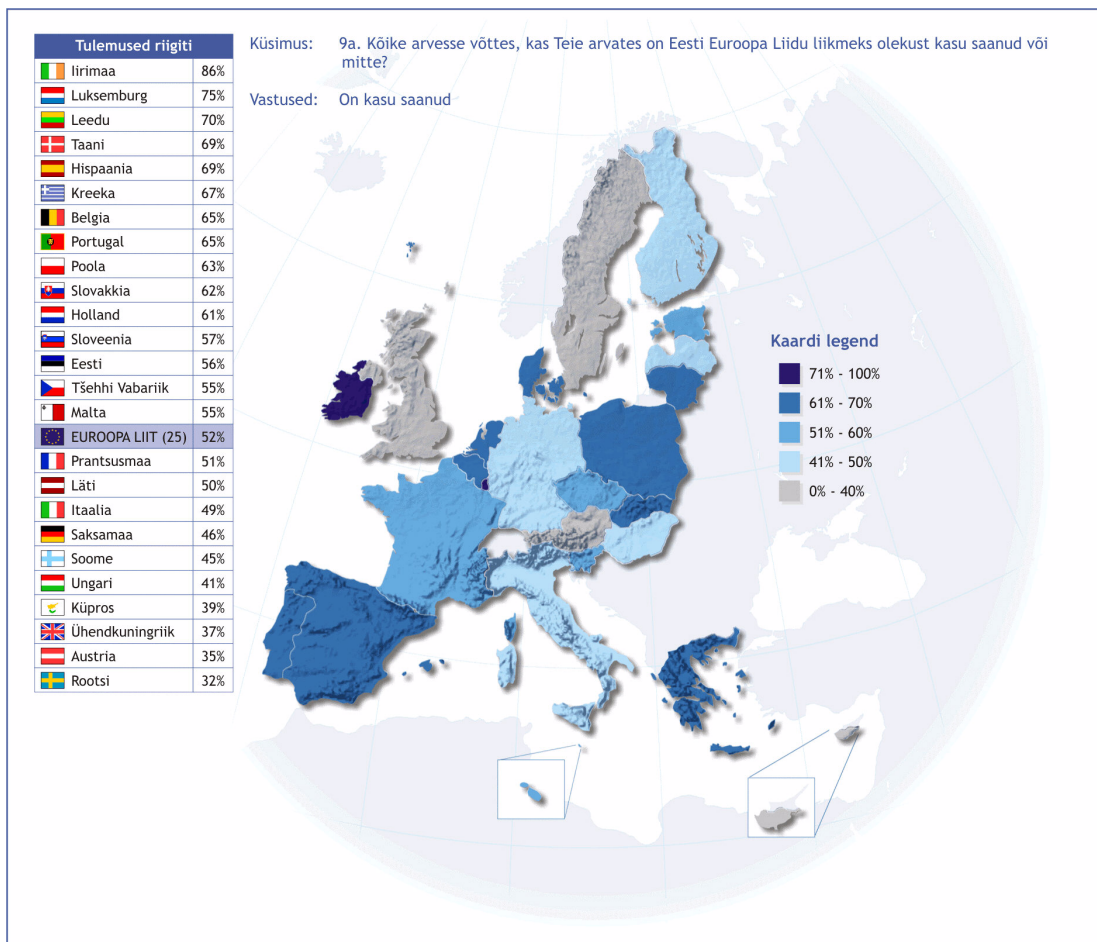 Tulemused riigiti
Iirimaa 86%
Luksemburg 75%
Leedu 70%
Taani 69%
Hispaania 69%
Kreeka 67%
Belgia 65%
Portugal 65%
Poola 63%
Slovakkia 62%
Holland 61%
Sloveenia 57%
Eesti 56%
Tšehhi Vabariik 55%
Malta 55%
EUROOPA LIIT (25) 52%
Prantsusmaa 51%
Läti 50%
Itaalia 49%
Saksamaa 46%
Soome 45%
Ungari 41%
Küpros 39%
Ühendkuningriik 37%
Austria 35%
Rootsi 32%
Küsimus: 9a. Kõike arvesse võttes, kas Teie arvates on Eesti Euroopa Liidu liikmeks olekust kasu saanud või
mitte?
Vastused: On kasu saanud
Kaardi legend
71% - 100%
61% - 70%
51% - 60%
41% - 50%
0% - 40%